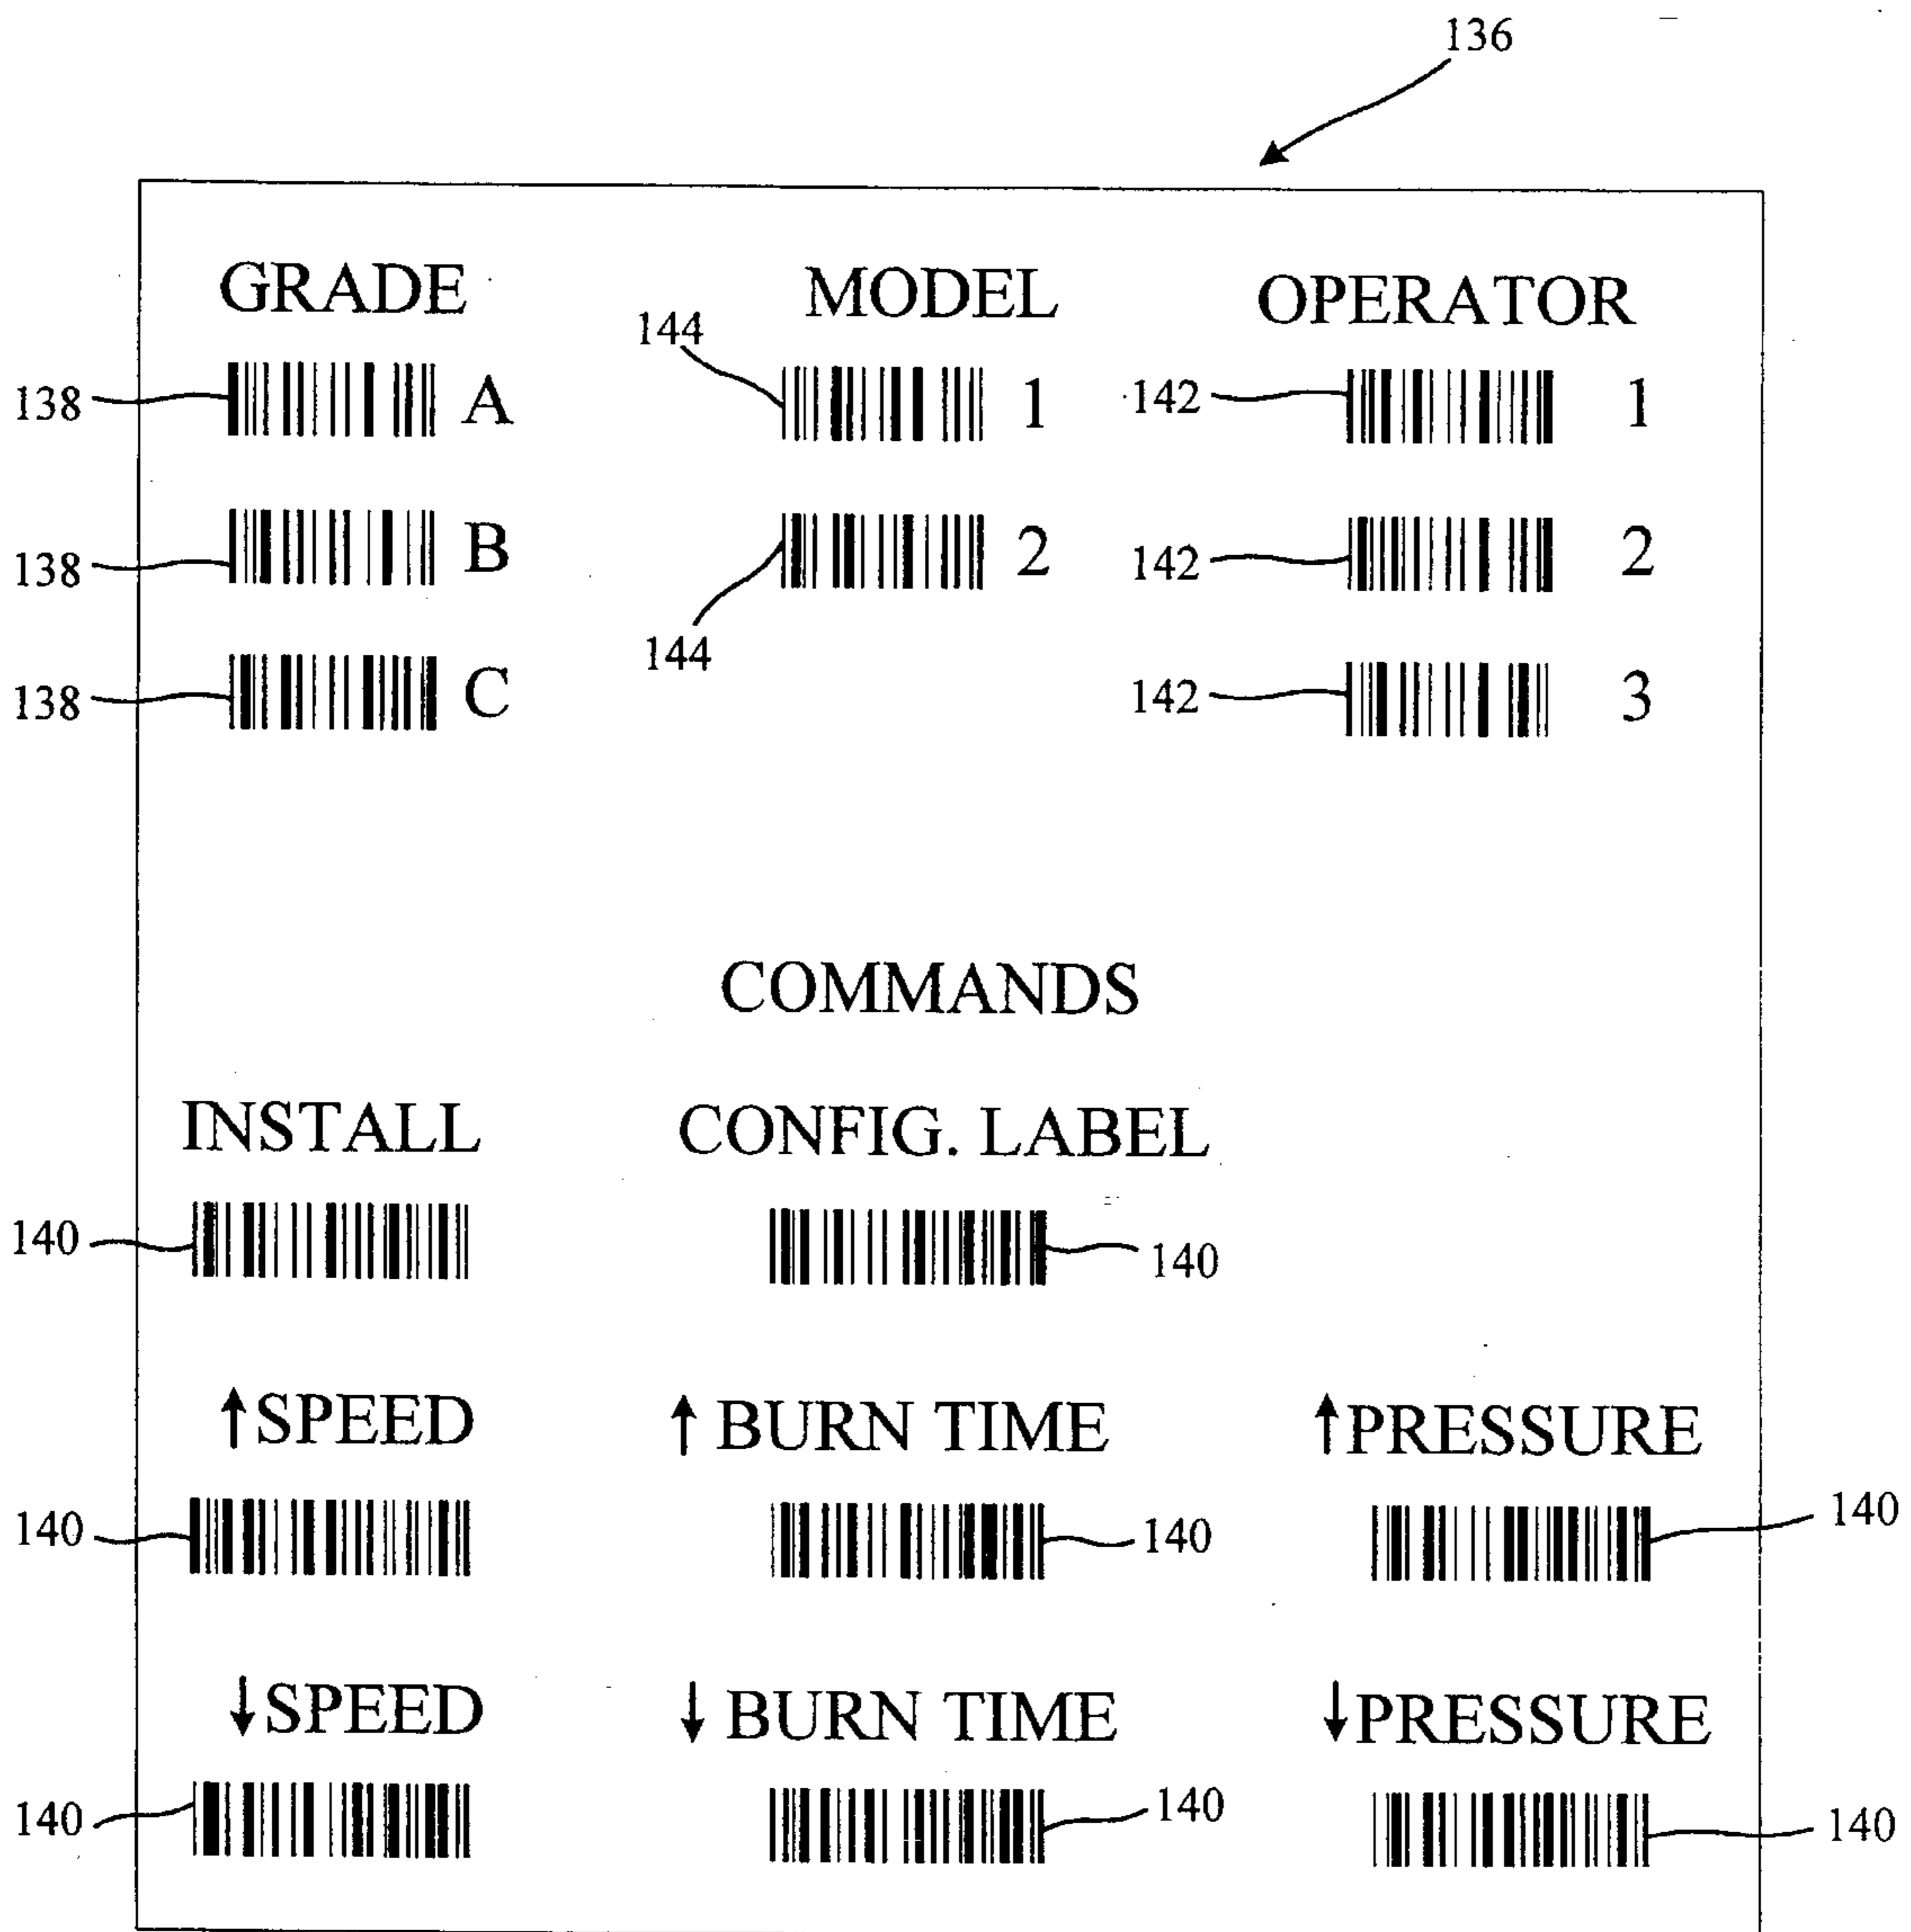 136
GRADE MODEL OPERATOR
144
138 A 1 142 1
138 B 2 142 2
144
138 C 142 3
COMMANDS
INSTALL CONFIG. LABEL
140 140
↑SPEED ↑ BURN TIME ↑PRESSURE
140 140 140
↓SPEED ↓ BURN TIME ↓PRESSURE
140 140 140